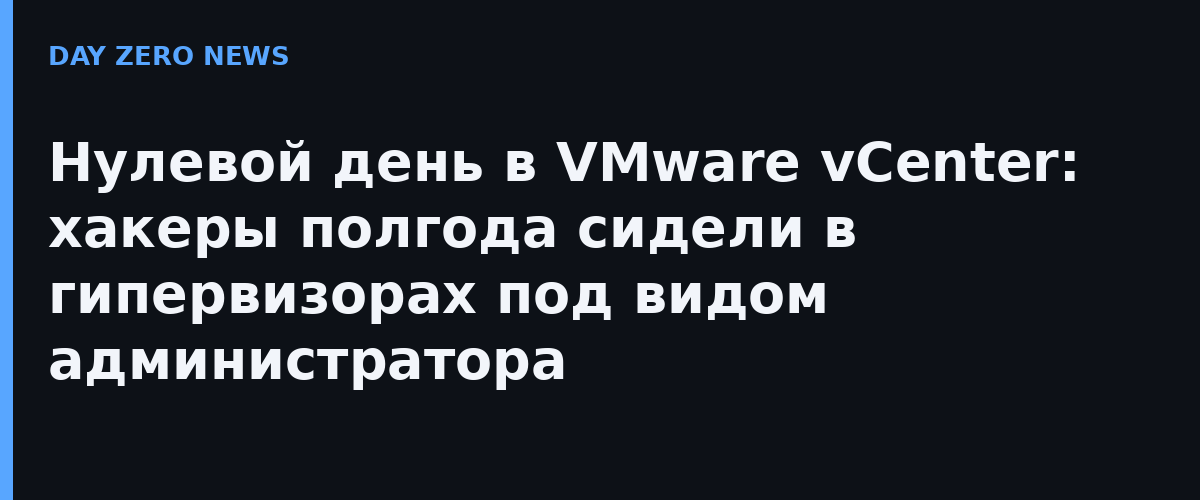 DAY ZERO NEWS
Нулевой день в VMware vCenter:
хакеры полгода сидели в
гипервизорах под видом
администратора